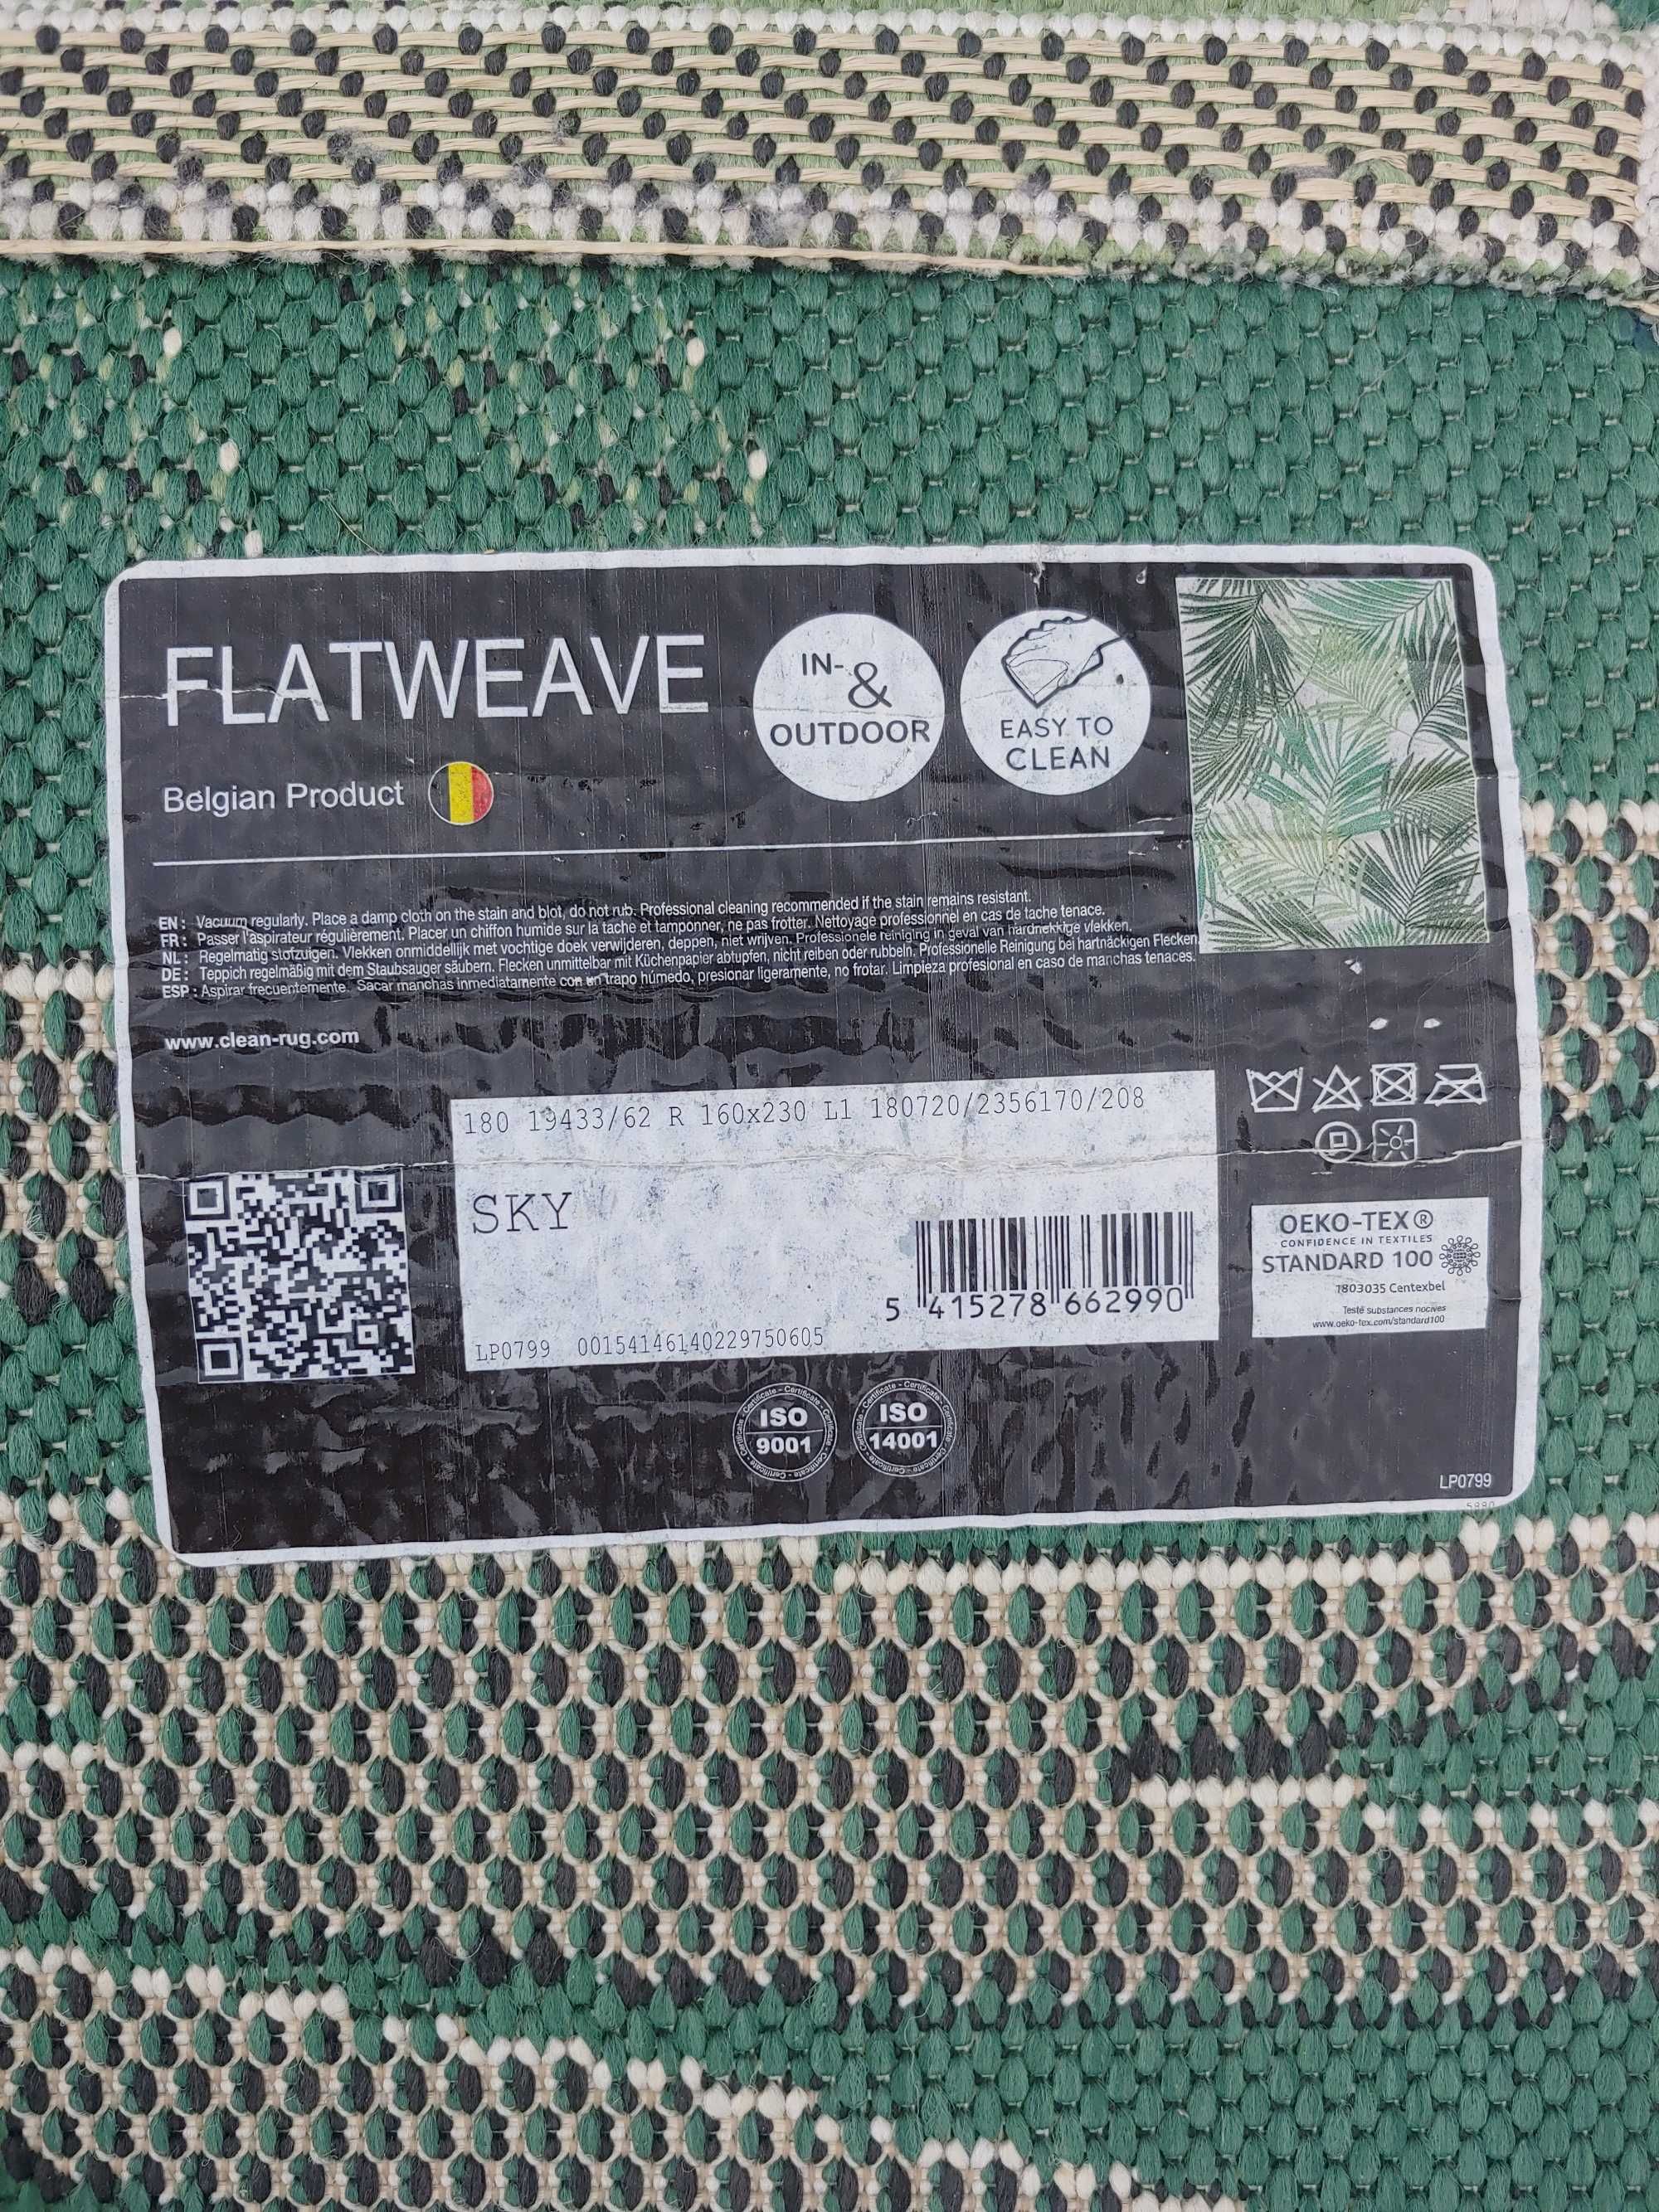 FLATWEAVE
IN-
&
OUTDOOR
EASY TO
CLEAN
Belgian Product
EN : Vacuum regularly. Place a damp cloth on the stain and blot, do not rub. Professional cleaning recommended if the stain remains resistant.
FR : Passer l'aspirateur régulièrement. Placer un chiffon humide sur la tache et tamponner, ne pas frotter. Nettoyage professionnel en cas de tache tenace.
NL : Regelmatig stofzuigen. Vlekken onmiddellijk met vochtige doek verwijderen, deppen, niet wrijven. Professionele reiniging in geval van hardnekkige vlekken.
DE : Teppich regelmäßig mit dem Staubsauger säubern. Flecken unmittelbar mit Küchenpapier abtupfen, nicht reiben oder rubbeln. Professionelle Reinigung bei hartnäckigen Flecken.
ESP : Aspirar frecuentemente. Sacar manchas inmediatamente con un trapo húmedo, presionar ligeramente, no frotar. Limpieza profesional en caso de manchas tenaces.
www.clean-rug.com
180 19433/62 R 160x230 L1 180720/2356170/208
SKY
5 415278 662990
LP0799 00154146140229750605
OEKO-TEX®
CONFIDENCE IN TEXTILES
STANDARD 100
1803035 Centexbel
Testé substances nocives
www.oeko-tex.com/standard100
ISO
9001
ISO
14001
LP0799
5880